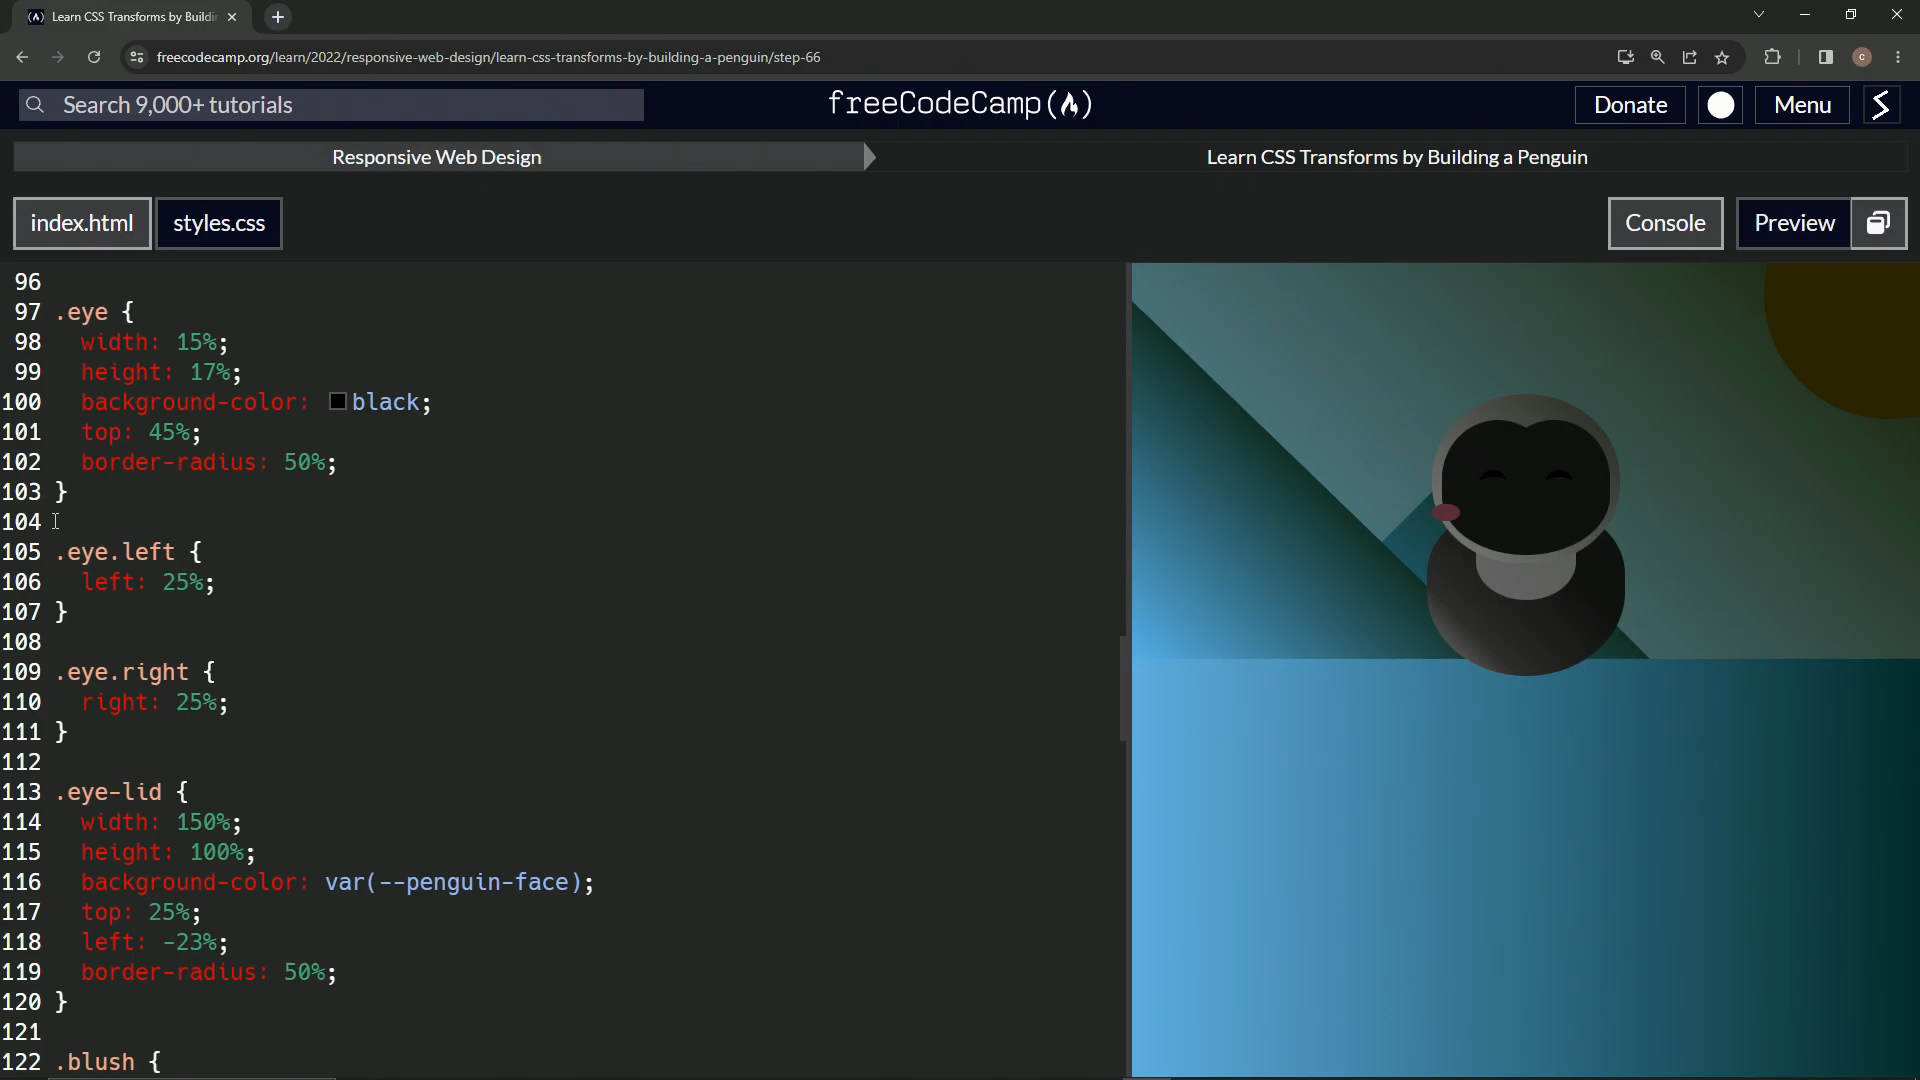 Learn CSS Transforms by Buildi
freecodecamp.org/learn/2022/responsive-web-design/learn-css-transforms-by-building-a-penguin/step-66
C
Search 9,000+ tutorials
freeCodeCamp
Donate
Menu
Responsive Web Design
Learn CSS Transforms by Building a Penguin
index.html
styles.css
Console
Preview
96
97 .eye {
98 width: 15%;
99 height: 17%;
100 background-color: black;
101 top: 45%;
102 border-radius: 50%;
103 }
104
105 .eye.left {
106 left: 25%;
107 }
108
109 .eye.right {
110 right: 25%;
111 }
112
113 .eye-lid {
114 width: 150%;
115 height: 100%;
116 background-color: var(--penguin-face);
117 top: 25%;
118 left: -23%;
119 border-radius: 50%;
120 }
121
122 .blush {